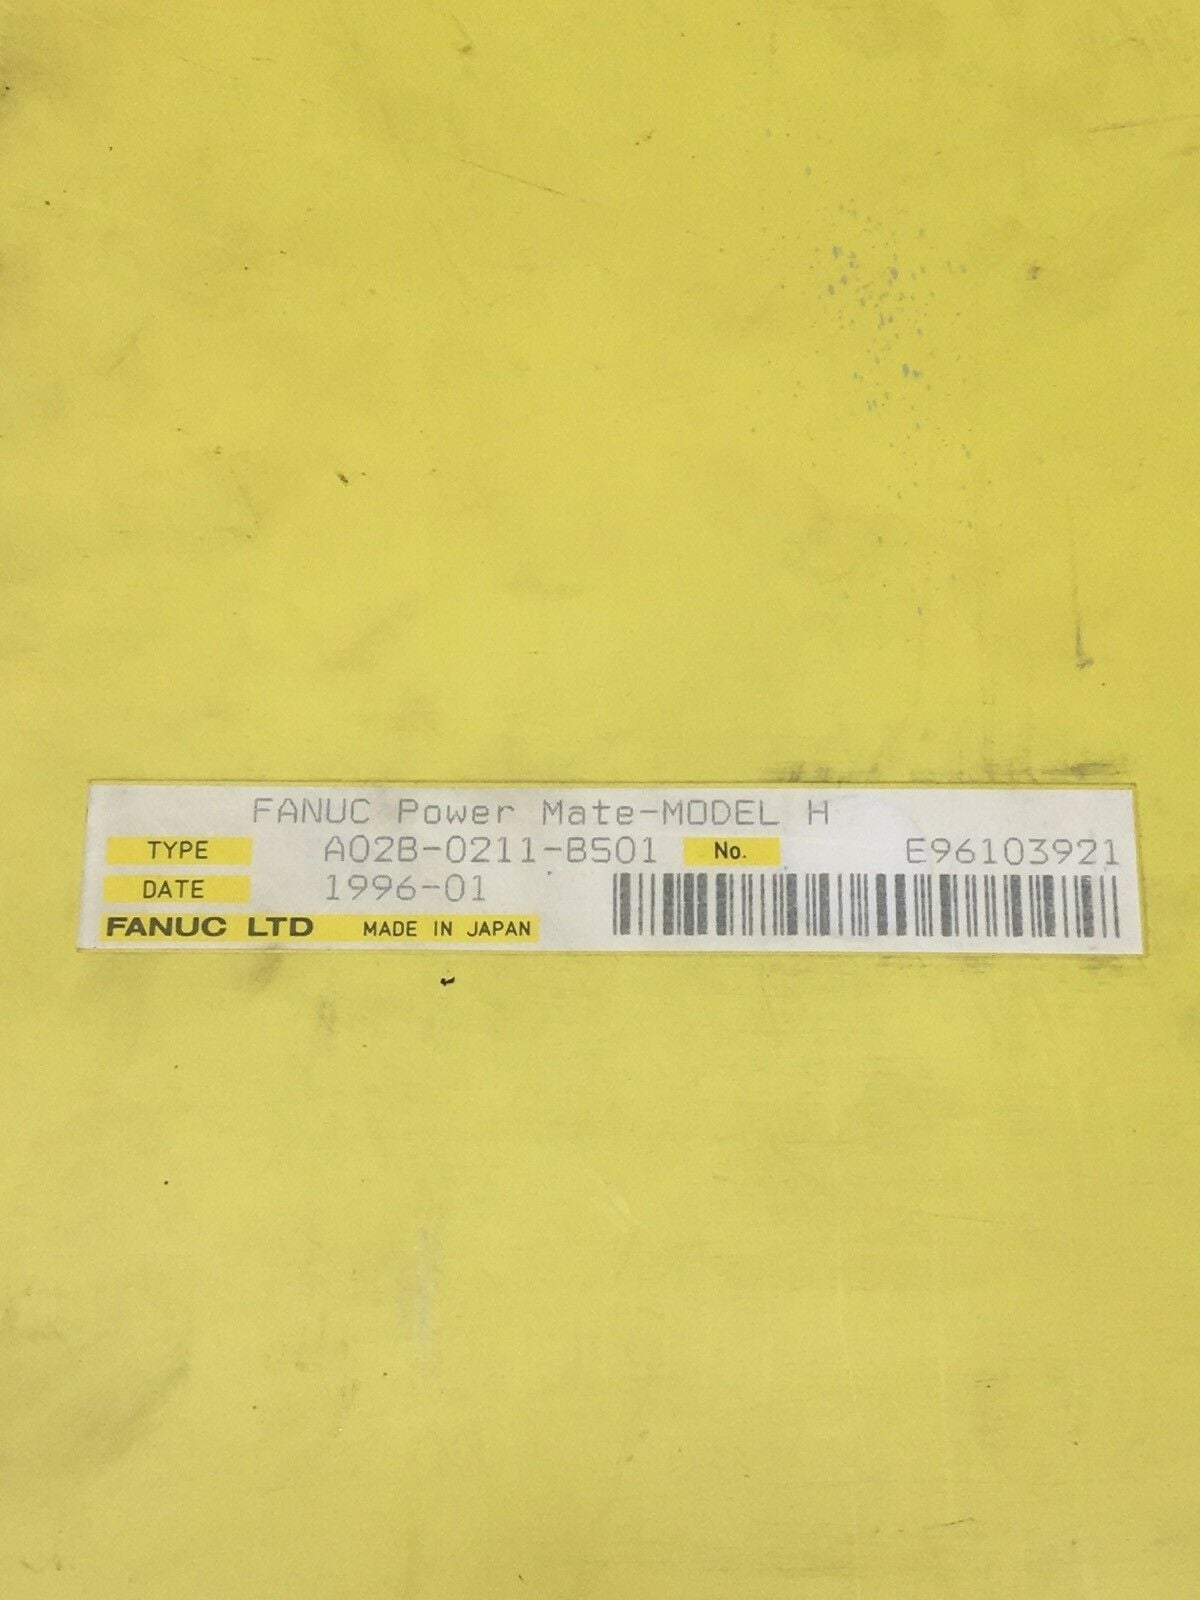 FANUC Power Mate-MODEL H
TYPE A02B-0211-B501 No. E96103921
DATE 1996-01
FANUC LTD MADE IN JAPAN